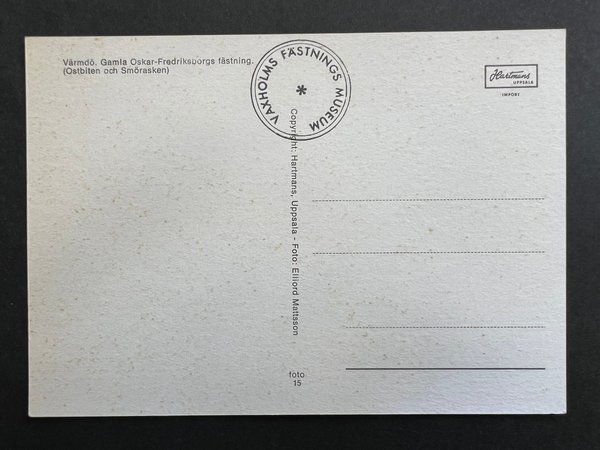 Värmdö. Gamla Oskar-Fredriksborgs fästning.
(Ostbiten och Smörasken)
VAXHOLMS FÄSTNINGS MUSEUM
*
Hartmans
UPPSALA
IMPORT
Copyright: Hartmans, Uppsala - Foto: Elliord Mattsson
foto
15